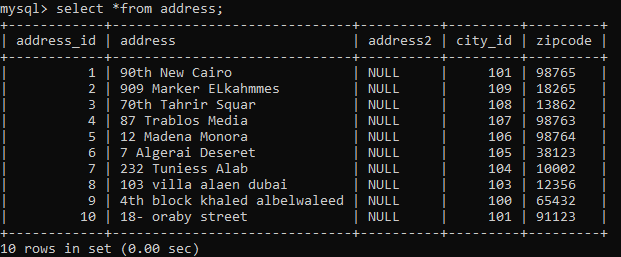 mysql> select *from address;
+------------+------------------------------+----------+---------+---------+
| address_id | address                      | address2 | city_id | zipcode |
+------------+------------------------------+----------+---------+---------+
|          1 | 90th New Cairo               | NULL     |     101 | 98765   |
|          2 | 909 Marker ELkahmmes         | NULL     |     109 | 18265   |
|          3 | 70th Tahrir Squar            | NULL     |     108 | 13862   |
|          4 | 87 Trablos Media             | NULL     |     107 | 98763   |
|          5 | 12 Madena Monora             | NULL     |     106 | 98764   |
|          6 | 7 Algerai Deseret            | NULL     |     105 | 38123   |
|          7 | 232 Tuniess Alab             | NULL     |     104 | 10002   |
|          8 | 103 villa alaen dubai        | NULL     |     103 | 12356   |
|          9 | 4th block khaled albelwaleed | NULL     |     100 | 65432   |
|         10 | 18- oraby street             | NULL     |     101 | 91123   |
+------------+------------------------------+----------+---------+---------+
10 rows in set (0.00 sec)